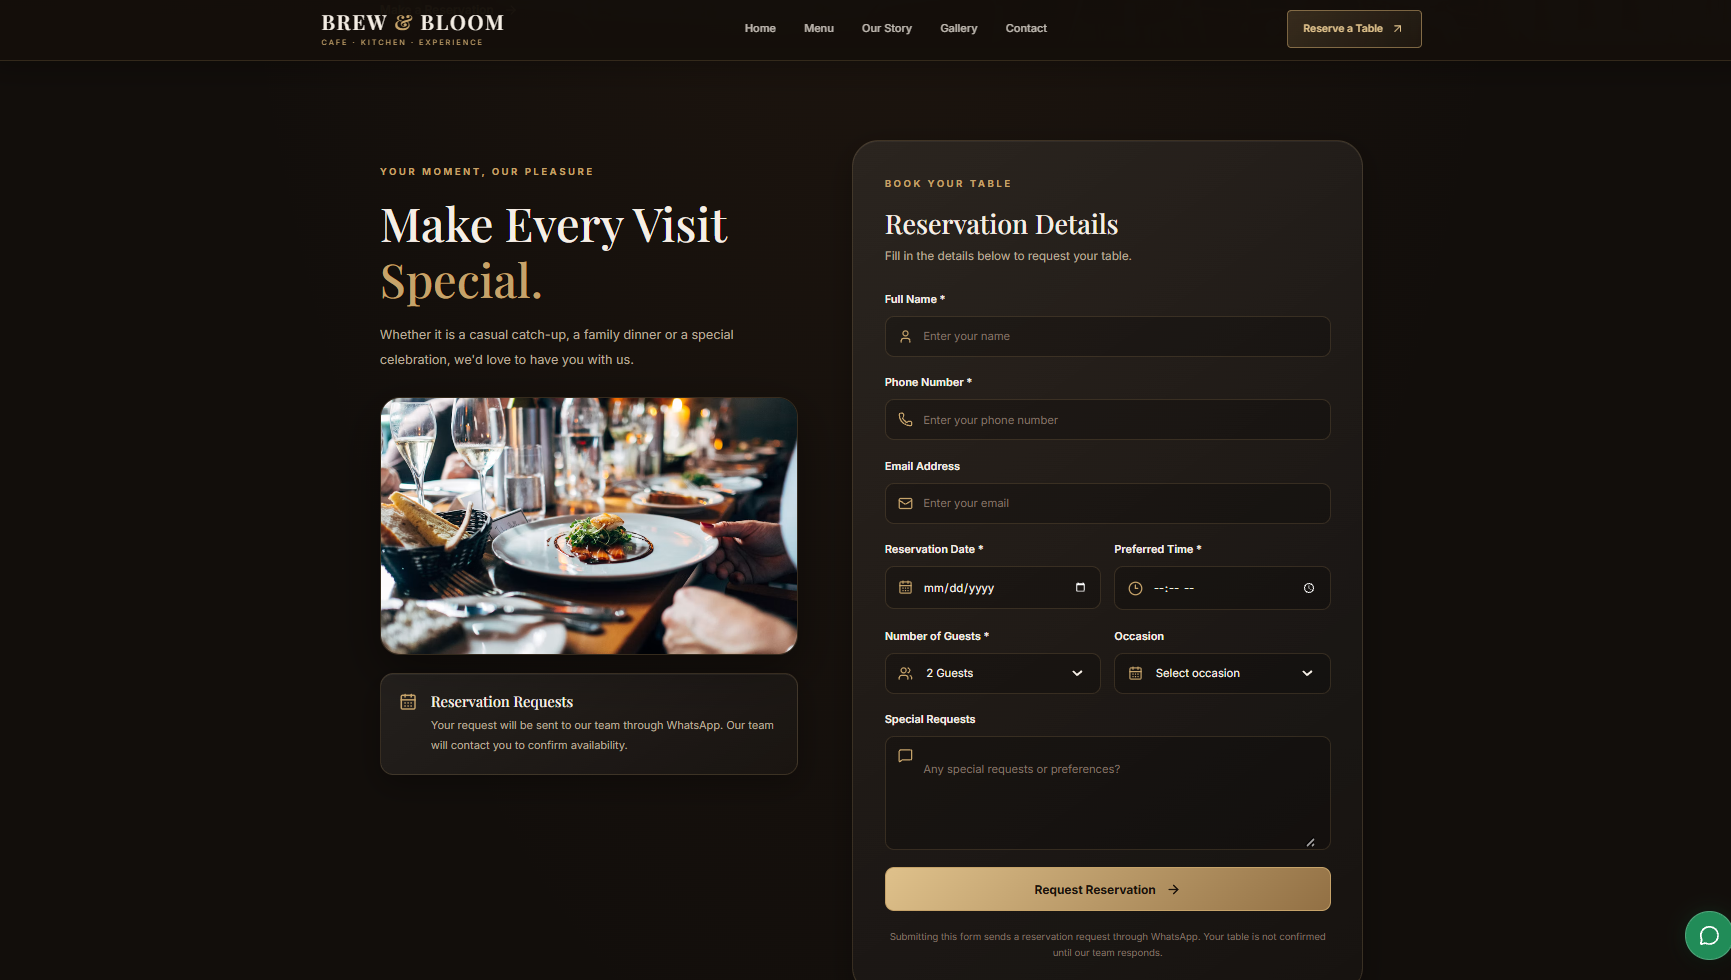 BREW & BLOOM
CAFE · KITCHEN · EXPERIENCE
Home
Menu
Our Story
Gallery
Contact
Reserve a Table
YOUR MOMENT, OUR PLEASURE
Make Every Visit
Special.
Whether it is a casual catch-up, a family dinner or a special
celebration, we'd love to have you with us.
Reservation Requests
Your request will be sent to our team through WhatsApp. Our team
will contact you to confirm availability.
BOOK YOUR TABLE
Reservation Details
Fill in the details below to request your table.
Full Name *
Enter your name
Phone Number *
Enter your phone number
Email Address
Enter your email
Reservation Date *
mm/dd/yyyy
Preferred Time *
--:-- --
Number of Guests *
2 Guests
Occasion
Select occasion
Special Requests
Any special requests or preferences?
Request Reservation
Submitting this form sends a reservation request through WhatsApp. Your table is not confirmed
until our team responds.